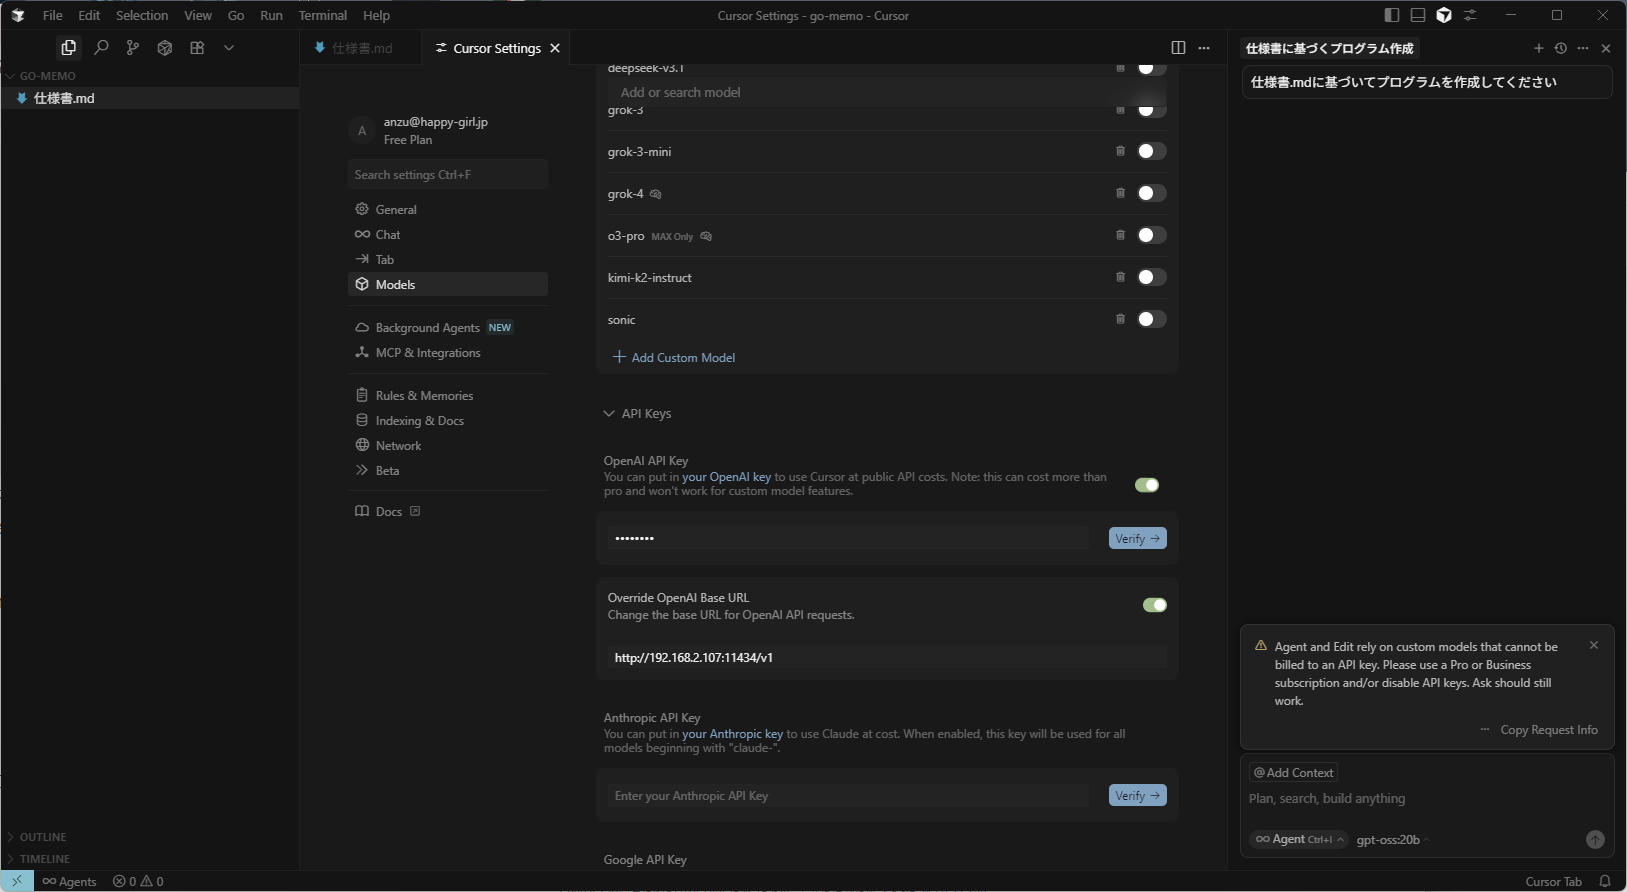 File Edit Selection View Go Run Terminal Help
Cursor Settings - go-memo - Cursor
GO-MEMO
仕様書.md
OUTLINE
TIMELINE
仕様書.md
Cursor Settings
anzu@happy-girl.jp
A
Free Plan
Search settings Ctrl+F
General
Chat
Tab
Models
Background Agents NEW
MCP & Integrations
Rules & Memories
Indexing & Docs
Network
Beta
Docs
deepseek-v3.1
Add or search model
grok-3
grok-3-mini
grok-4
o3-pro MAX Only
kimi-k2-instruct
sonic
Add Custom Model
API Keys
OpenAI API Key
You can put in your OpenAI key to use Cursor at public API costs. Note: this can cost more than
pro and won't work for custom model features.
••••••••
Verify →
Override OpenAI Base URL
Change the base URL for OpenAI API requests.
http://192.168.2.107:11434/v1
Anthropic API Key
You can put in your Anthropic key to use Claude at cost. When enabled, this key will be used for all
models beginning with "claude-".
Enter your Anthropic API Key
Verify →
Google API Key
仕様書に基づくプログラム作成
仕様書.mdに基づいてプログラムを作成してください
Agent and Edit rely on custom models that cannot be
billed to an API key. Please use a Pro or Business
subscription and/or disable API keys. Ask should still
work.
Copy Request Info
@ Add Context
Plan, search, build anything
Agent Ctrl+I
gpt-oss:20b
Agents
0
0
Cursor Tab